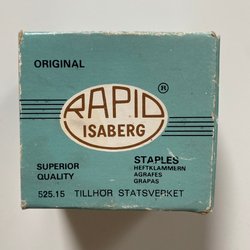 ORIGINAL
®
RAPID
ISABERG
SUPERIOR
QUALITY
STAPLES
HEFTKLAMMERN
AGRAFES
GRAPAS
525.15 TILLHÖR STATSVERKET